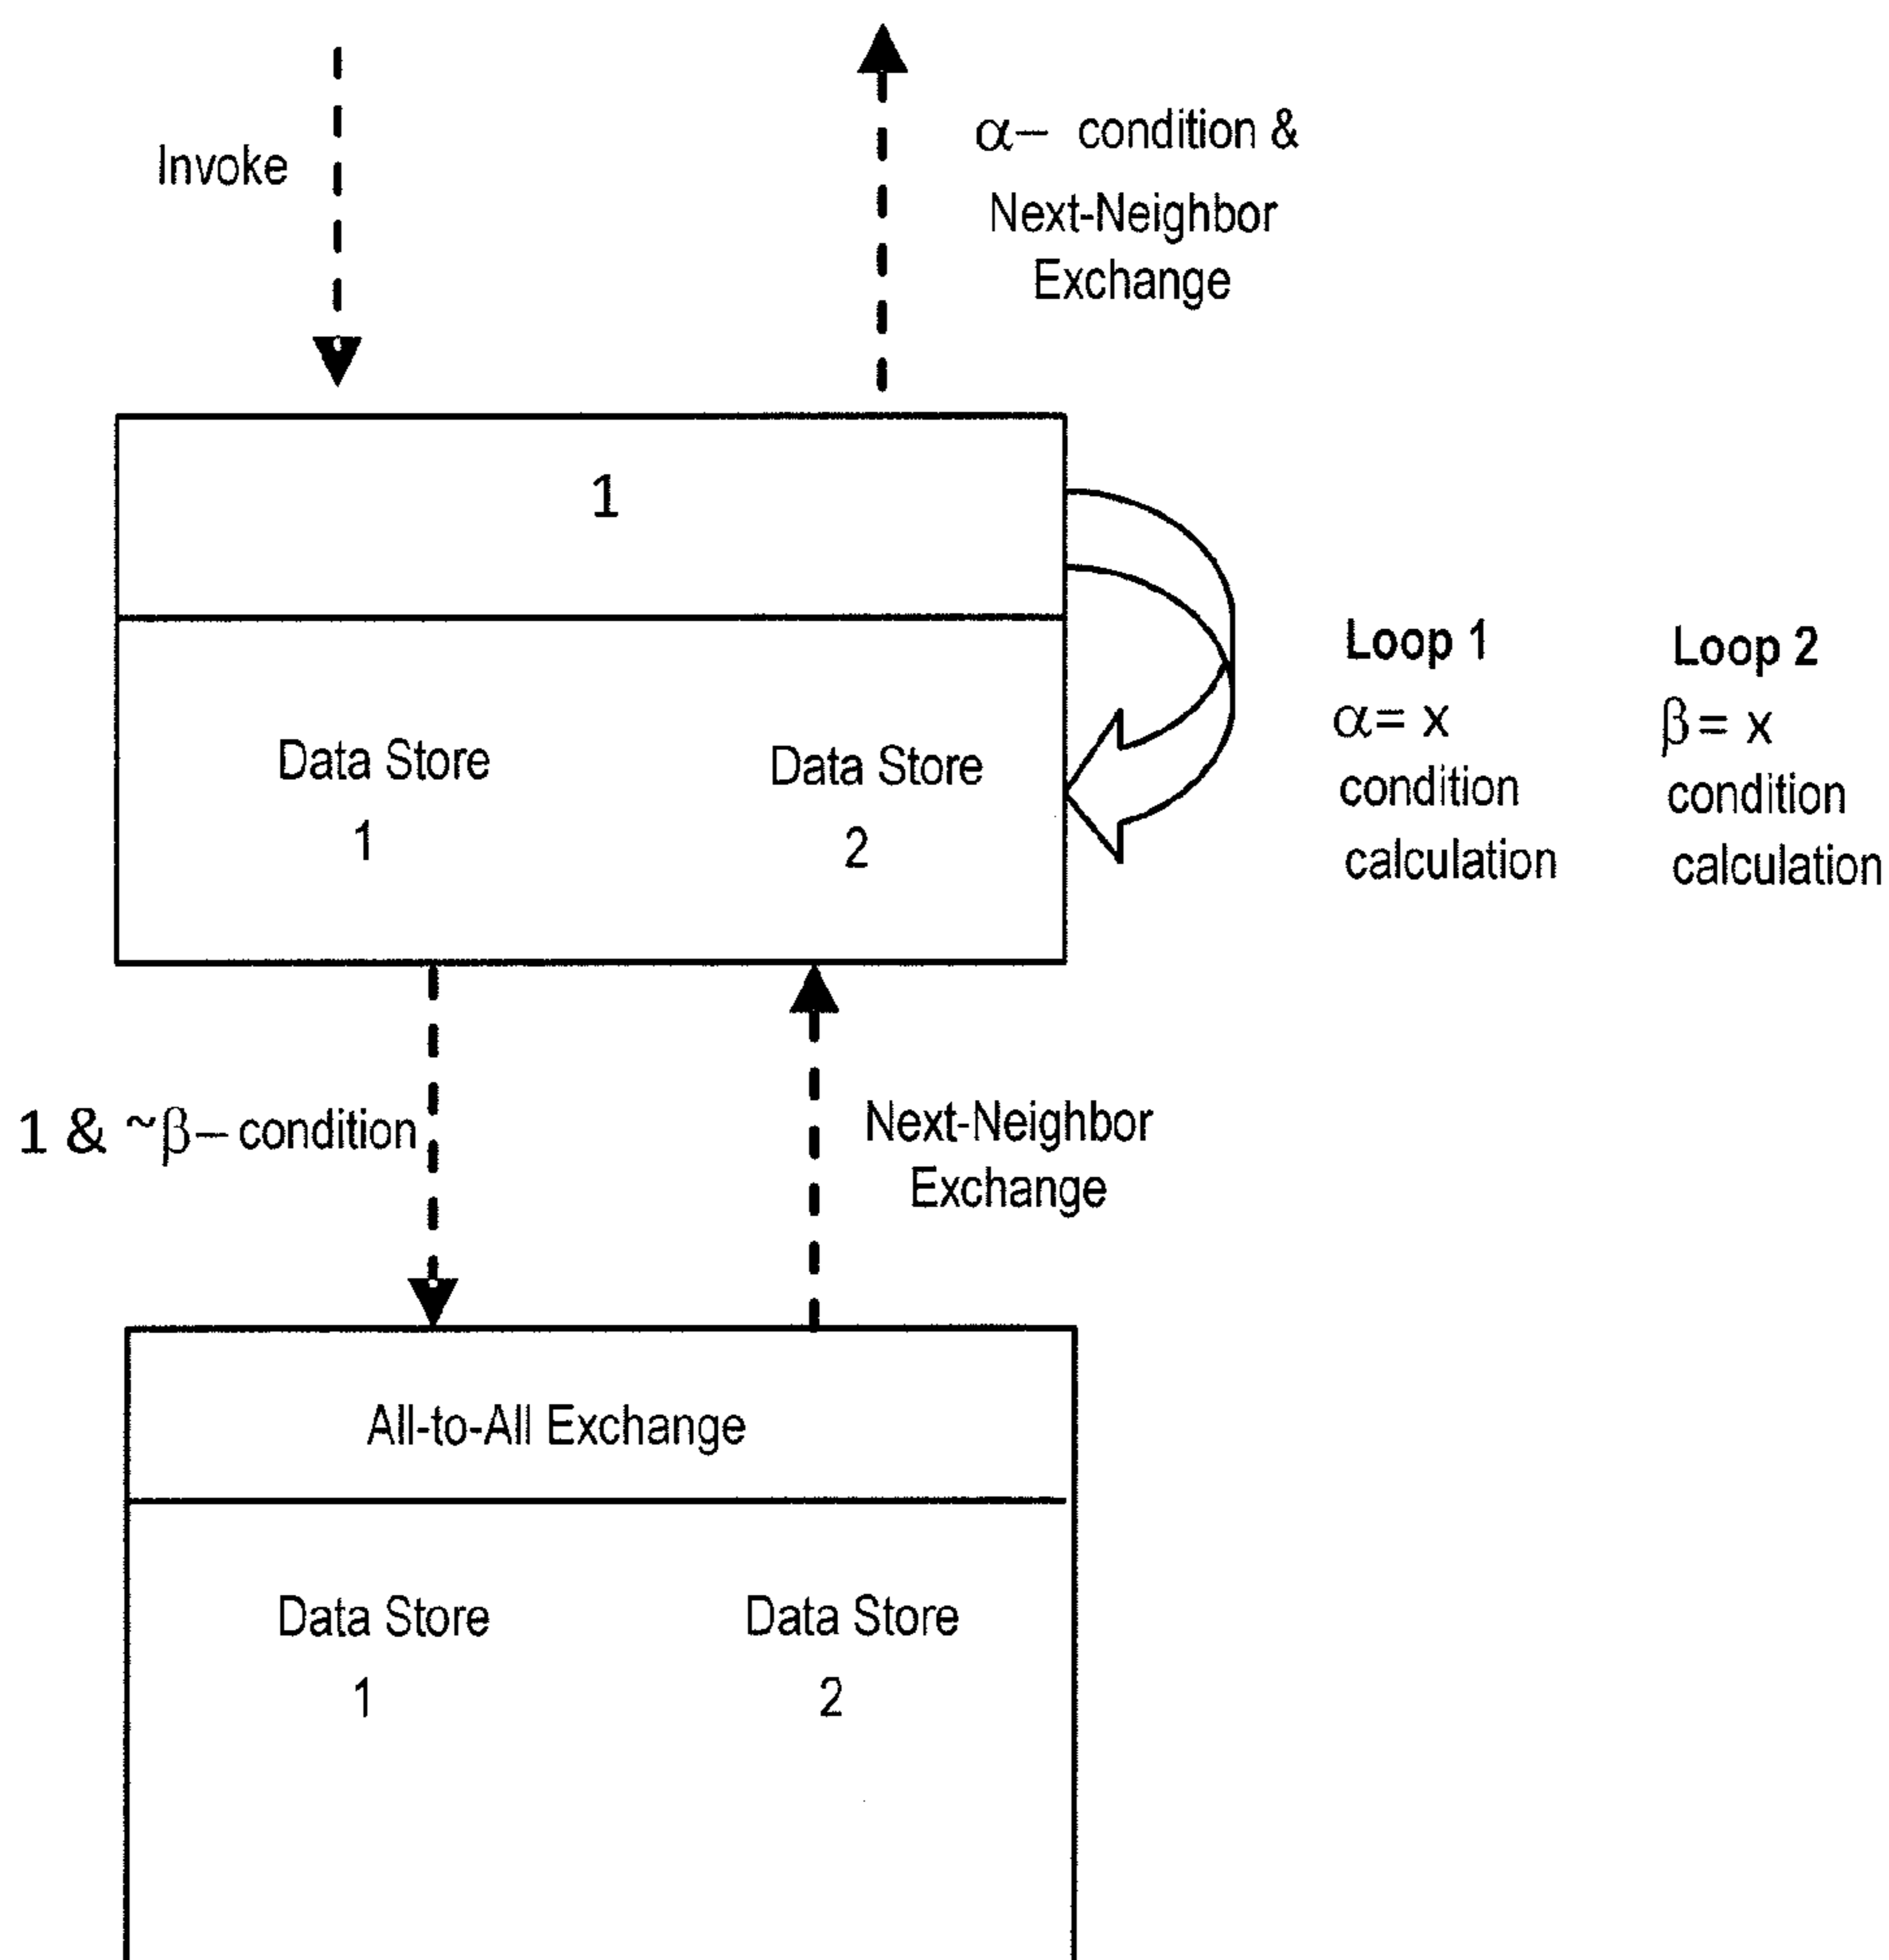 Invoke
α– condition &
Next-Neighbor
Exchange
1
Data Store
1
Data Store
2
Loop 1
α= x
condition
calculation
Loop 2
β= x
condition
calculation
1 & ~β– condition
Next-Neighbor
Exchange
All-to-All Exchange
Data Store
1
Data Store
2